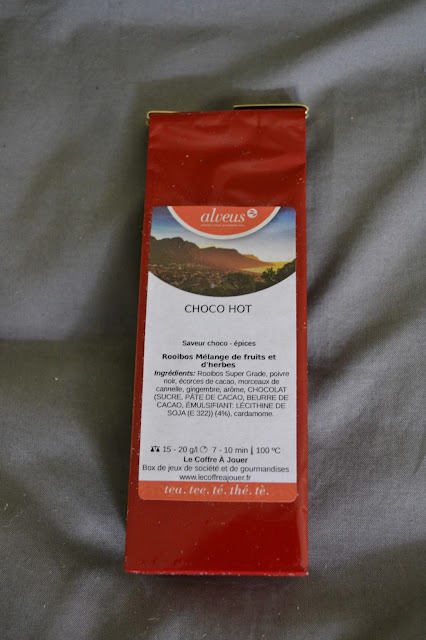 alveus
CHOCO HOT
Saveur choco - épices
Rooibos Mélange de fruits et
d'herbes
Ingrédients: Rooibos Super Grade, poivre
noir, écorces de cacao, morceaux de
cannelle, gingembre, arôme, CHOCOLAT
(SUCRE, PÂTE DE CACAO, BEURRE DE
CACAO, ÉMULSIFIANT: LÉCITHINE DE
SOJA (E 322)) (4%), cardamome.
15 - 20 g/l 7 - 10 min 100 ºC
Le Coffre À Jouer
Box de jeux de société et de gourmandises
www.lecoffreajouer.fr
tea. tee. té. thé. tè.